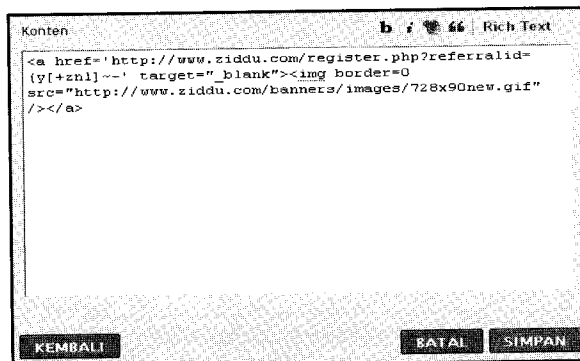 Konten b i 66 Rich Text
<a href='http://www.ziddu.com/register.php?referralid=
(y[+zn1]~-' target="_blank"><img border=0
src="http://www.ziddu.com/banners/images/728x90new.gif"
/></a>
KEMBALI BATAL SIMPAN